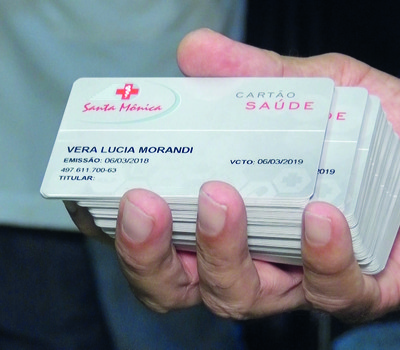 Santa Mônica
CARTÃO
SAÚDE
VERA LUCIA MORANDI
EMISSÃO: 06/03/2018 VCTO: 06/03/2019
497.611.700-63
TITULAR:
ÚDE